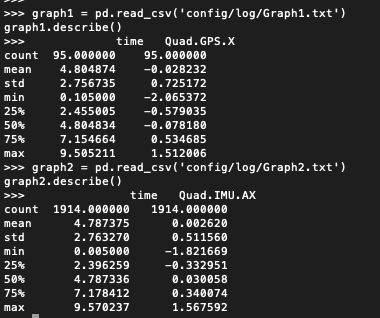 >>> graph1 = pd.read_csv('config/log/Graph1.txt')
graph1.describe()
>>>             time  Quad.GPS.X
count  95.000000   95.000000
mean    4.804874   -0.028232
std     2.756735    0.725172
min     0.105000   -2.065372
25%     2.455005   -0.579035
50%     4.804834   -0.078180
75%     7.154664    0.534685
max     9.505211    1.512006
>>> graph2 = pd.read_csv('config/log/Graph2.txt')
graph2.describe()
>>>               time  Quad.IMU.AX
count  1914.000000  1914.000000
mean      4.787375     0.002620
std       2.763270     0.511560
min       0.005000    -1.821669
25%       2.396259    -0.332951
50%       4.787336     0.030058
75%       7.178412     0.340074
max       9.570237     1.567592